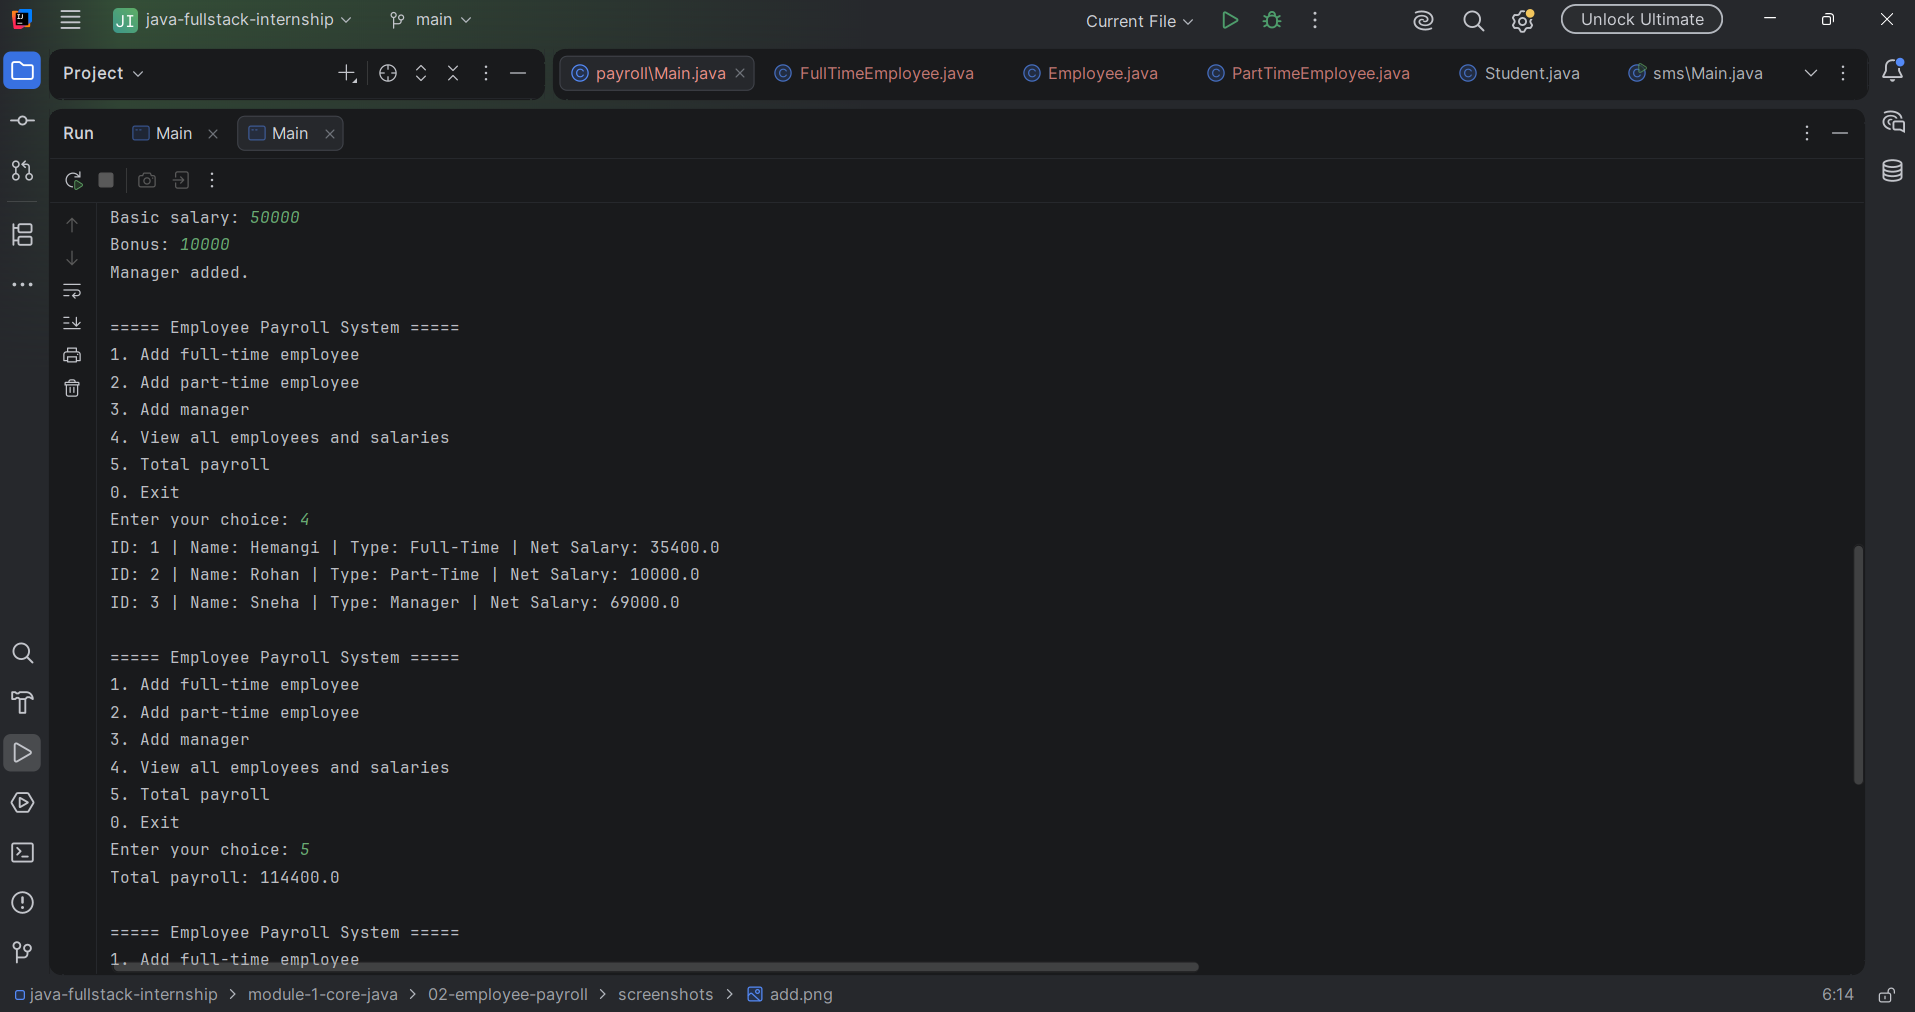 JI java-fullstack-internship main Current File Unlock Ultimate
Project payroll\Main.java FullTimeEmployee.java Employee.java PartTimeEmployee.java Student.java sms\Main.java
Run Main Main
Basic salary: 50000
Bonus: 10000
Manager added.
===== Employee Payroll System =====
1. Add full-time employee
2. Add part-time employee
3. Add manager
4. View all employees and salaries
5. Total payroll
0. Exit
Enter your choice: 4
ID: 1 | Name: Hemangi | Type: Full-Time | Net Salary: 35400.0
ID: 2 | Name: Rohan | Type: Part-Time | Net Salary: 10000.0
ID: 3 | Name: Sneha | Type: Manager | Net Salary: 69000.0
===== Employee Payroll System =====
1. Add full-time employee
2. Add part-time employee
3. Add manager
4. View all employees and salaries
5. Total payroll
0. Exit
Enter your choice: 5
Total payroll: 114400.0
===== Employee Payroll System =====
1. Add full-time employee
java-fullstack-internship > module-1-core-java > 02-employee-payroll > screenshots > add.png 6:14